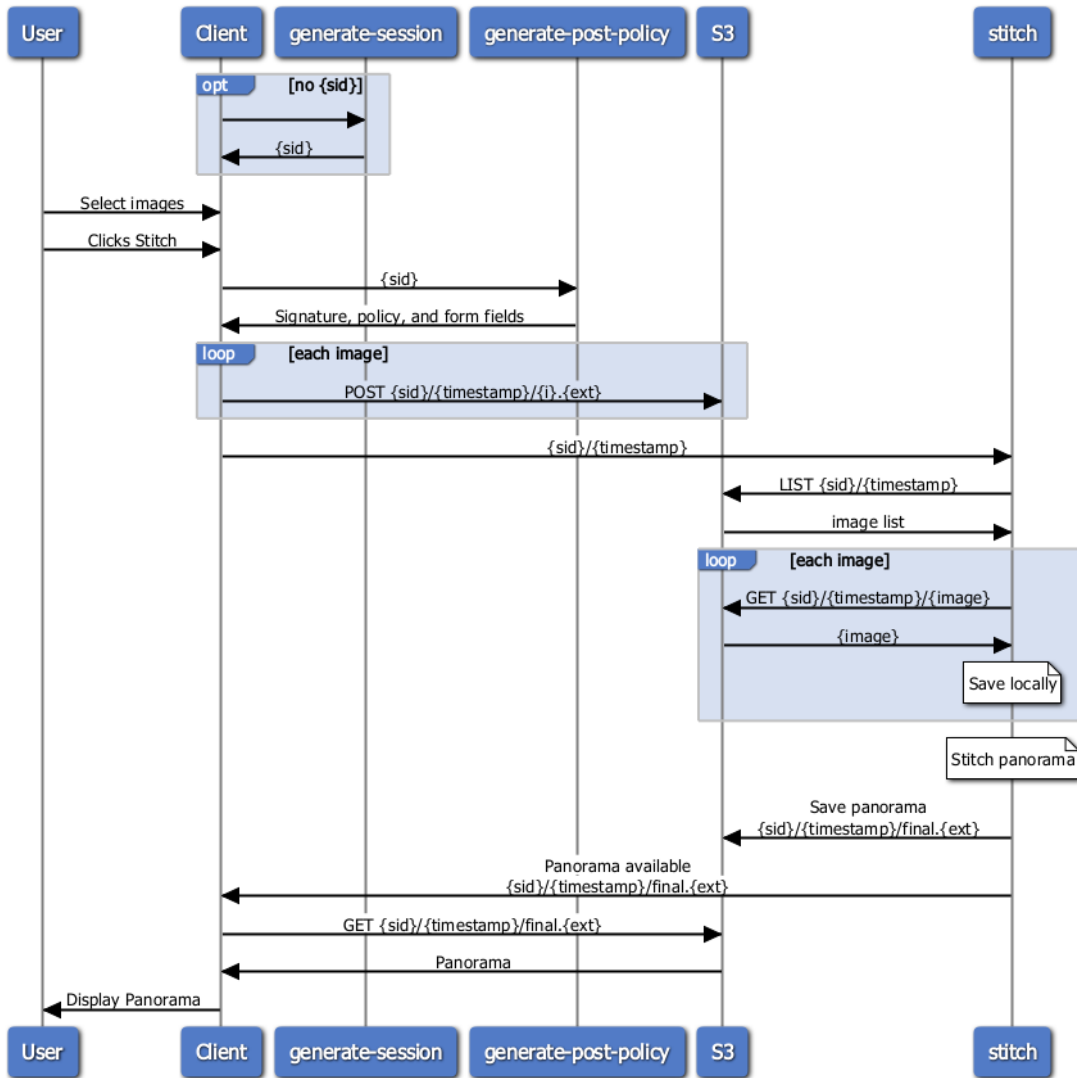 User Client generate-session generate-post-policy S3 stitch
opt [no {sid}]
{sid}
Select images
Clicks Stitch
{sid}
Signature, policy, and form fields
loop [each image]
POST {sid}/{timestamp}/{i}.{ext}
{sid}/{timestamp}
LIST {sid}/{timestamp}
image list
loop [each image]
GET {sid}/{timestamp}/{image}
{image}
Save locally
Stitch panorama
Save panorama
{sid}/{timestamp}/final.{ext}
Panorama available
{sid}/{timestamp}/final.{ext}
GET {sid}/{timestamp}/final.{ext}
Panorama
Display Panorama
User Client generate-session generate-post-policy S3 stitch